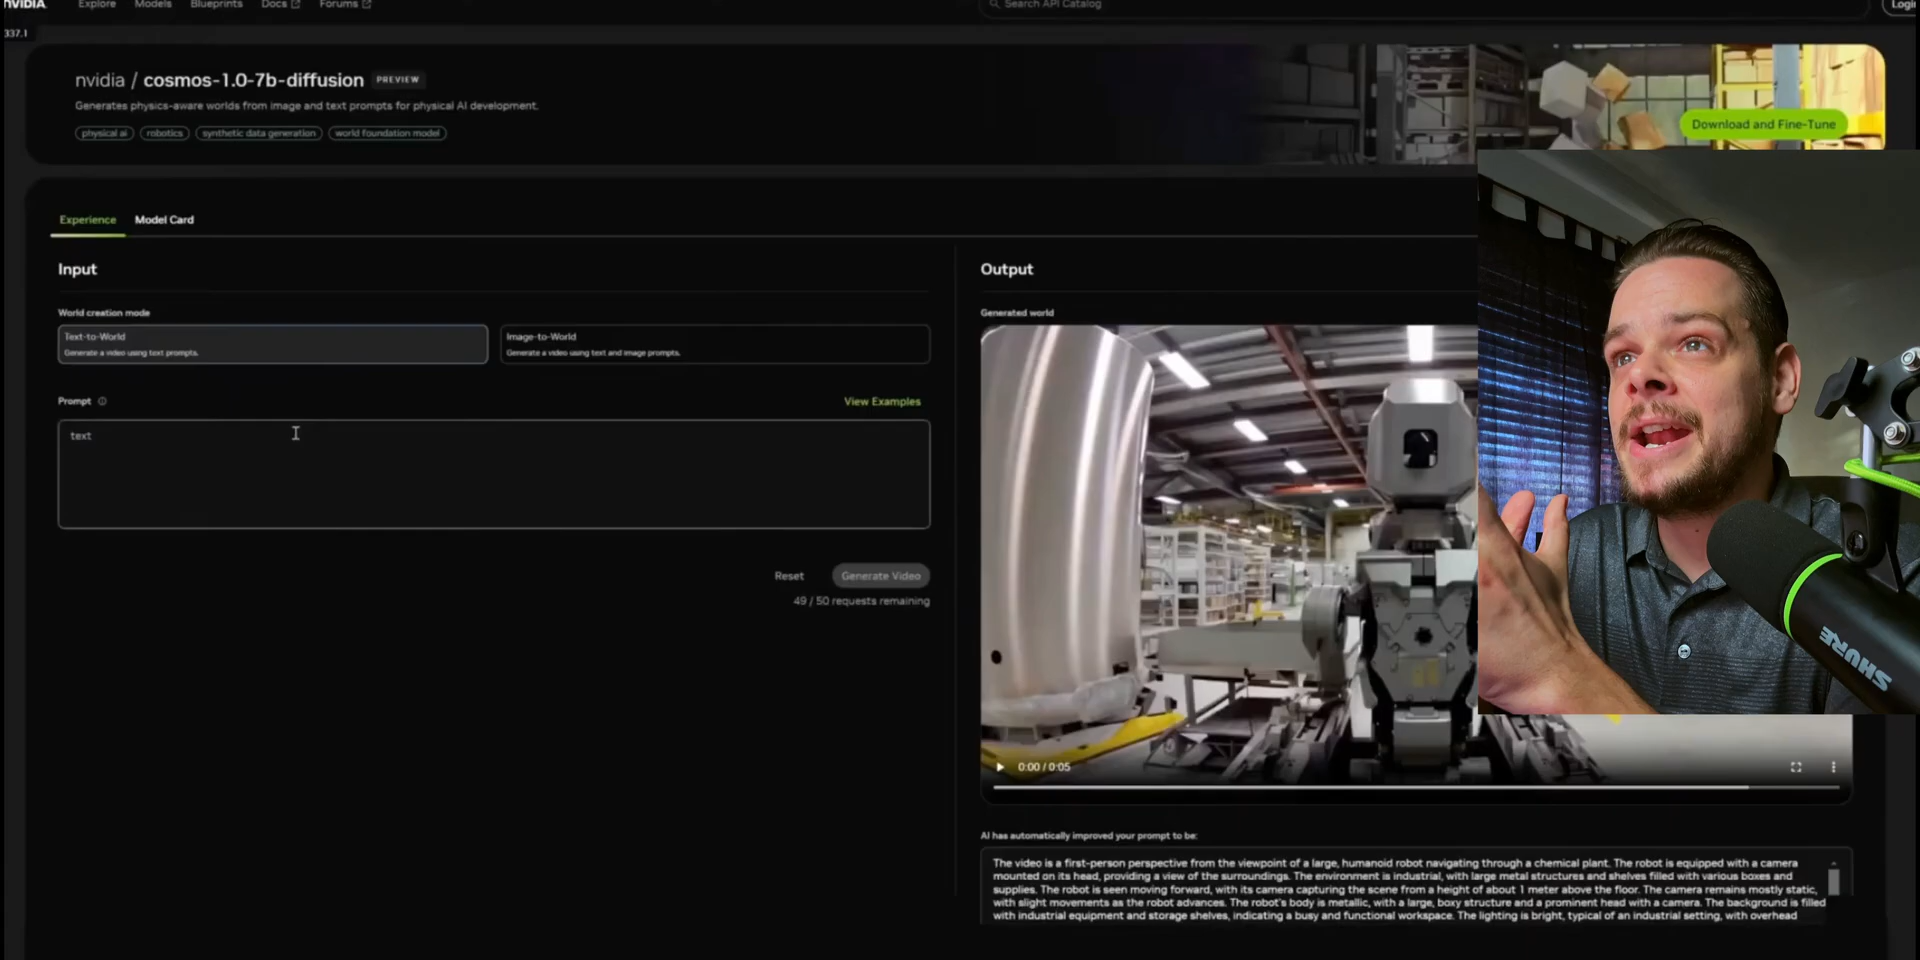 NVIDIA
Explore
Models
Blueprints
Docs
Forums
Search API Catalog
Login
337.1
nvidia / cosmos-1.0-7b-diffusion PREVIEW
Generates physics-aware worlds from image and text prompts for physical AI development.
physical ai
robotics
synthetic data generation
world foundation model
Download and Fine-Tune
Experience
Model Card
Input
World creation mode
Text-to-World
Generate a video using text prompts.
Image-to-World
Generate a video using text and image prompts.
Prompt
View Examples
text
Reset
Generate Video
49 / 50 requests remaining
Output
Generated world
0:00 / 0:05
AI has automatically improved your prompt to be:
The video is a first-person perspective from the viewpoint of a large, humanoid robot navigating through a chemical plant. The robot is equipped with a camera
mounted on its head, providing a view of the surroundings. The environment is industrial, with large metal structures and shelves filled with various boxes and
supplies. The robot is seen moving forward, with its camera capturing the scene from a height of about 1 meter above the floor. The camera remains mostly static,
with slight movements as the robot advances. The robot's body is metallic, with a large, boxy structure and a prominent head with a camera. The background is filled
with industrial equipment and storage shelves, indicating a busy and functional workspace. The lighting is bright, typical of an industrial setting, with overhead
SHURE